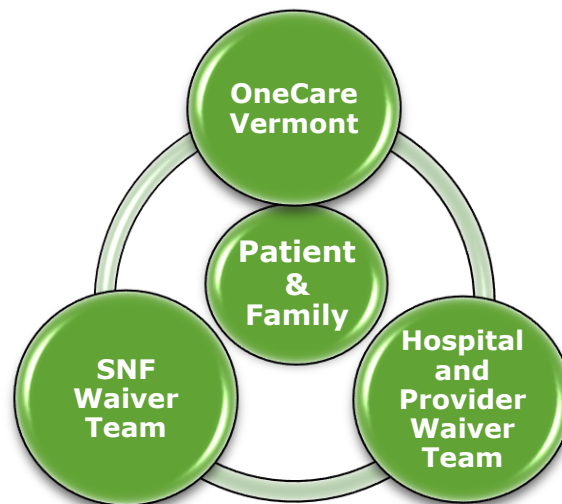 OneCare
Vermont
Patient
&
Family
SNF
Waiver
Team
Hospital
and
Provider
Waiver
Team